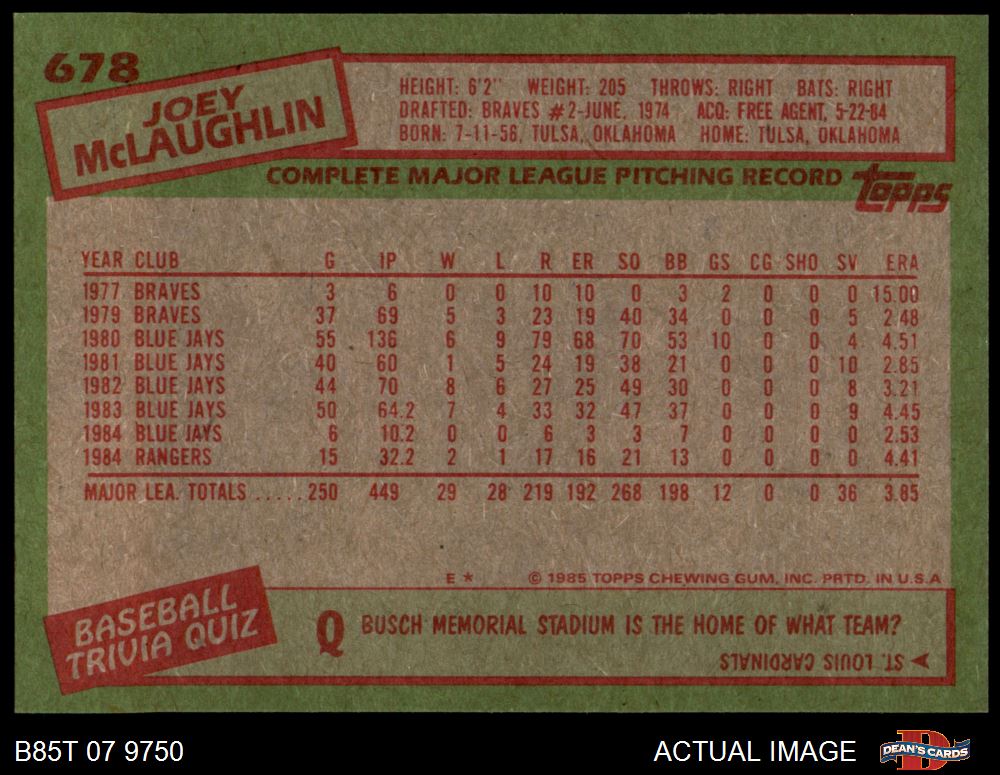 678
JOEY
McLAUGHLIN
HEIGHT: 6'2" WEIGHT: 205 THROWS: RIGHT BATS: RIGHT
DRAFTED: BRAVES #2-JUNE, 1974 ACQ: FREE AGENT, 5-22-84
BORN: 7-11-56, TULSA, OKLAHOMA HOME: TULSA, OKLAHOMA
COMPLETE MAJOR LEAGUE PITCHING RECORD topps
YEAR CLUB G IP W L R ER SO BB GS CG SHO SV ERA
1977 BRAVES 3 6 0 0 10 10 0 3 2 0 0 0 15.00
1979 BRAVES 37 69 5 3 23 19 40 34 0 0 0 5 2.48
1980 BLUE JAYS 55 136 6 9 79 68 70 53 10 0 0 4 4.51
1981 BLUE JAYS 40 60 1 5 24 19 38 21 0 0 0 10 2.85
1982 BLUE JAYS 44 70 8 6 27 25 49 30 0 0 0 8 3.21
1983 BLUE JAYS 50 64.2 7 4 33 32 47 37 0 0 0 9 4.45
1984 BLUE JAYS 6 10.2 0 0 6 3 3 7 0 0 0 0 2.53
1984 RANGERS 15 32.2 2 1 17 16 21 13 0 0 0 0 4.41
MAJOR LEA. TOTALS .....250 449 29 28 219 192 268 198 12 0 0 36 3.85
E * © 1985 TOPPS CHEWING GUM, INC. PRTD. IN U.S.A
BASEBALL
TRIVIA QUIZ
Q BUSCH MEMORIAL STADIUM IS THE HOME OF WHAT TEAM?
ST. LOUIS CARDINALS
B85T 07 9750 ACTUAL IMAGE
D
DEAN'S CARDS